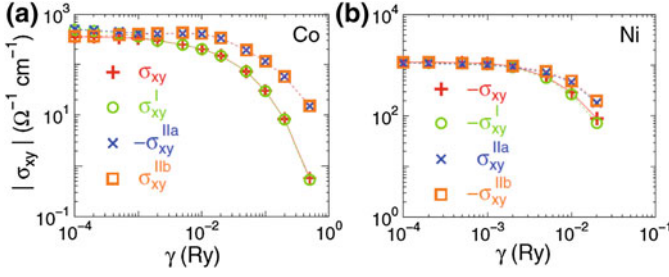 (a)
Co
| σxy | (Ω⁻¹ cm⁻¹)
10³
10¹
10⁻¹
σxy
σxyᴵ
−σxyᴵᴵᵃ
σxyᴵᴵᵇ
10⁻⁴ 10⁻³ 10⁻² 10⁻¹ 10⁰
γ (Ry)
(b)
Ni
10⁴
10²
10⁰
−σxy
−σxyᴵ
σxyᴵᴵᵃ
−σxyᴵᴵᵇ
10⁻⁴ 10⁻³ 10⁻² 10⁻¹
γ (Ry)